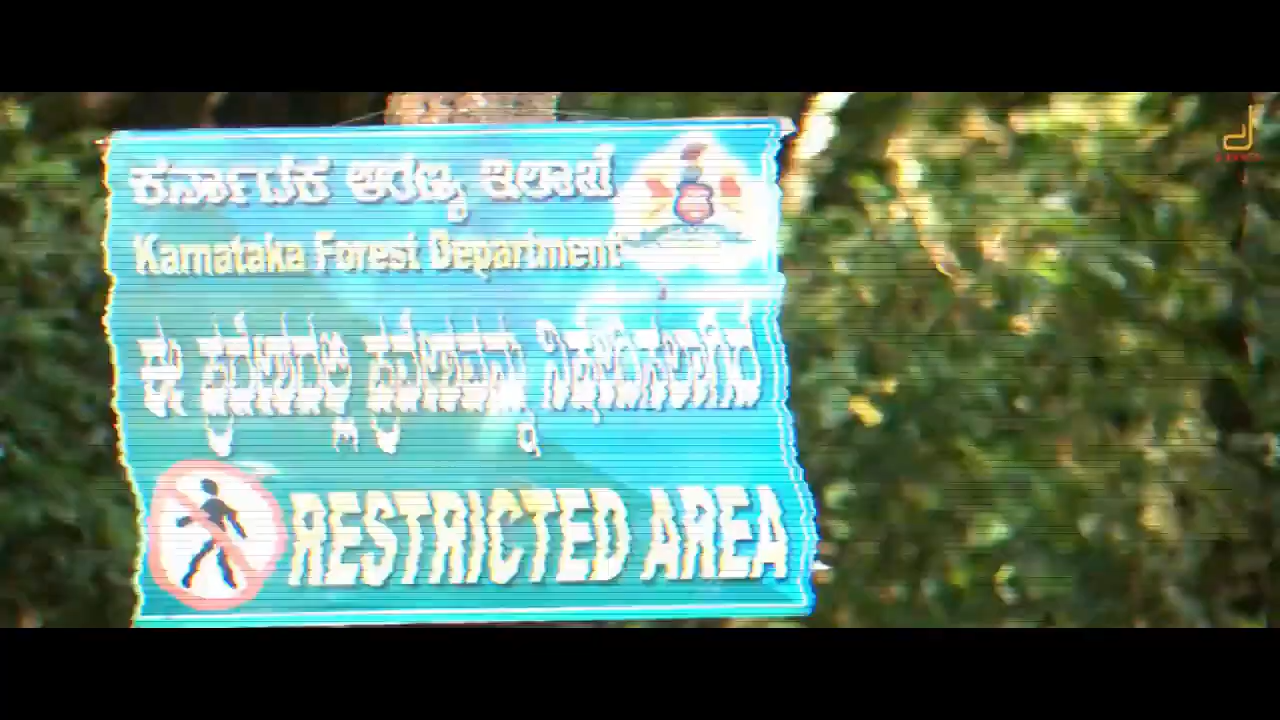 ಕರ್ನಾಟಕ ಅರಣ್ಯ ಇಲಾಖೆ
Karnataka Forest Department
ಈ ಪ್ರದೇಶದಲ್ಲಿ ಪ್ರವೇಶವನ್ನು ನಿಷೇಧಿಸಲಾಗಿದೆ
RESTRICTED AREA